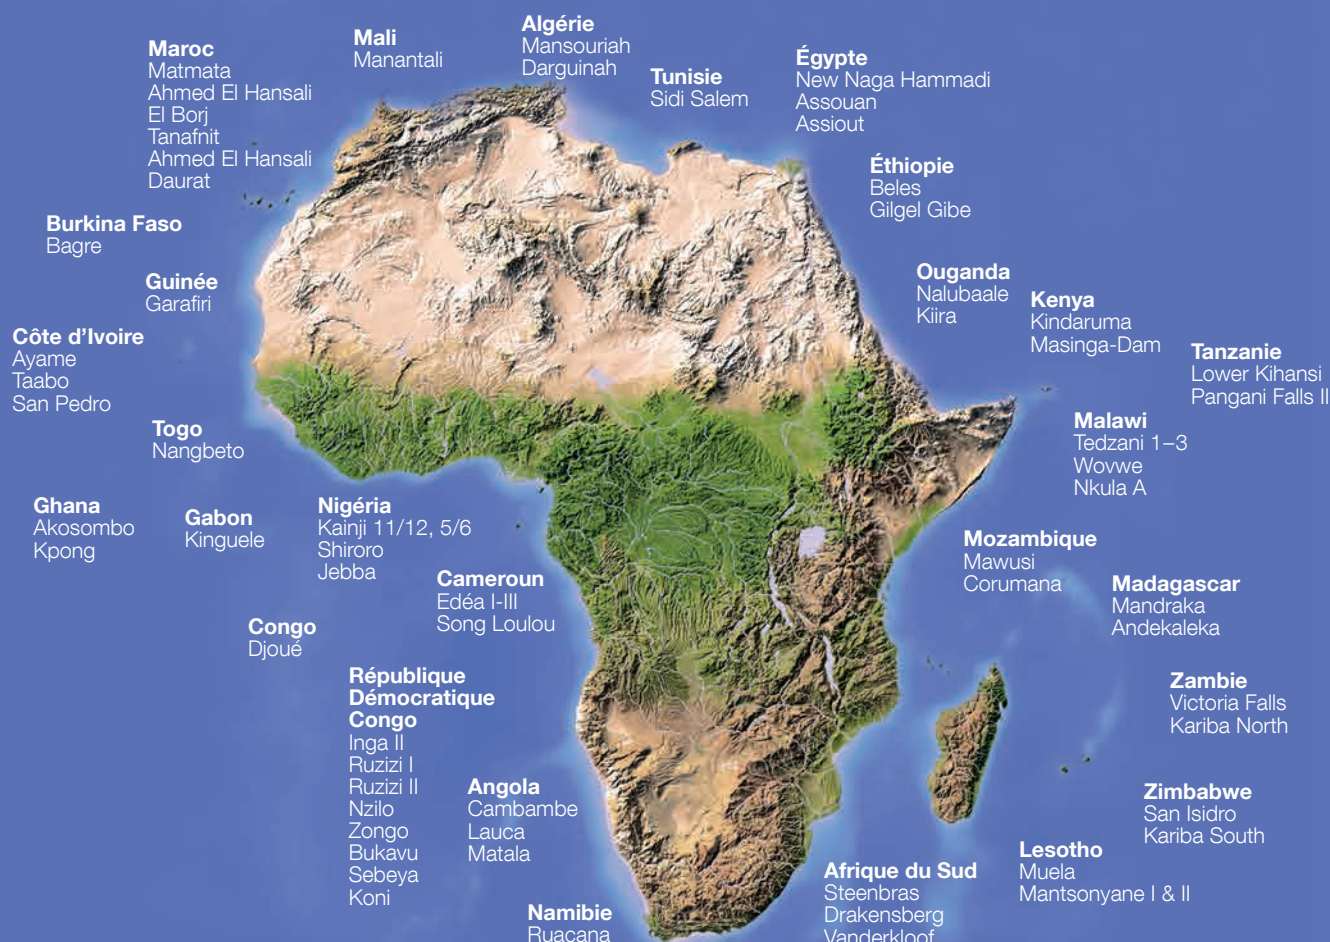 Maroc
Matmata
Ahmed El Hansali
El Borj
Tanafnit
Ahmed El Hansali
Daurat
Mali
Manantali
Algérie
Mansouriah
Darguinah
Tunisie
Sidi Salem
Égypte
New Naga Hammadi
Assouan
Assiout
Éthiopie
Beles
Gilgel Gibe
Burkina Faso
Bagre
Guinée
Garafiri
Ouganda
Nalubaale
Kiira
Kenya
Kindaruma
Masinga-Dam
Tanzanie
Lower Kihansi
Pangani Falls II
Côte d’Ivoire
Ayame
Taabo
San Pedro
Togo
Nangbeto
Malawi
Tedzani 1–3
Wovwe
Nkula A
Ghana
Akosombo
Kpong
Gabon
Kinguele
Nigéria
Kainji 11/12, 5/6
Shiroro
Jebba
Cameroun
Edéa I-III
Song Loulou
Mozambique
Mawusi
Corumana
Madagascar
Mandraka
Andekaleka
Congo
Djoué
République
Démocratique
Congo
Inga II
Ruzizi I
Ruzizi II
Nzilo
Zongo
Bukavu
Sebeya
Koni
Zambie
Victoria Falls
Kariba North
Angola
Cambambe
Lauca
Matala
Zimbabwe
San Isidro
Kariba South
Lesotho
Muela
Mantsonyane I & II
Afrique du Sud
Steenbras
Drakensberg
Vanderkloof
Namibie
Ruacana